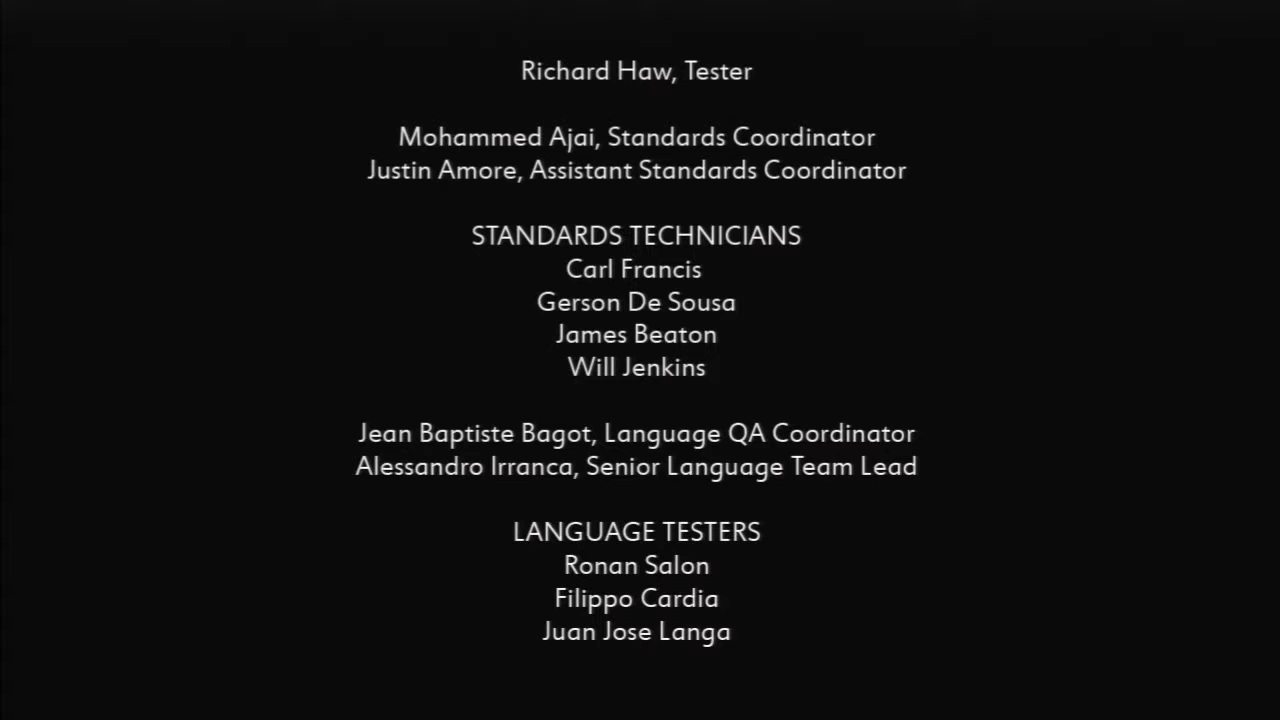 Richard Haw, Tester
Mohammed Ajai, Standards Coordinator
Justin Amore, Assistant Standards Coordinator
STANDARDS TECHNICIANS
Carl Francis
Gerson De Sousa
James Beaton
Will Jenkins
Jean Baptiste Bagot, Language QA Coordinator
Alessandro Irranca, Senior Language Team Lead
LANGUAGE TESTERS
Ronan Salon
Filippo Cardia
Juan Jose Langa